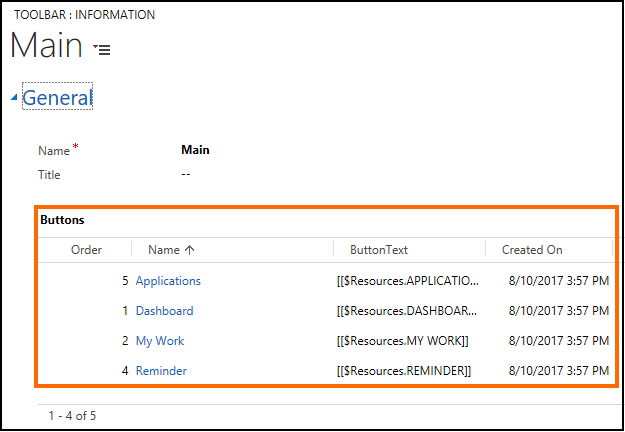 TOOLBAR : INFORMATION
Main
General
Name * Main
Title --
Buttons
Order Name ↑ ButtonText Created On
5 Applications [[$Resources.APPLICATIO... 8/10/2017 3:57 PM
1 Dashboard [[$Resources.DASHBOAR... 8/10/2017 3:57 PM
2 My Work [[$Resources.MY WORK]] 8/10/2017 3:57 PM
4 Reminder [[$Resources.REMINDER]] 8/10/2017 3:57 PM
1 - 4 of 5